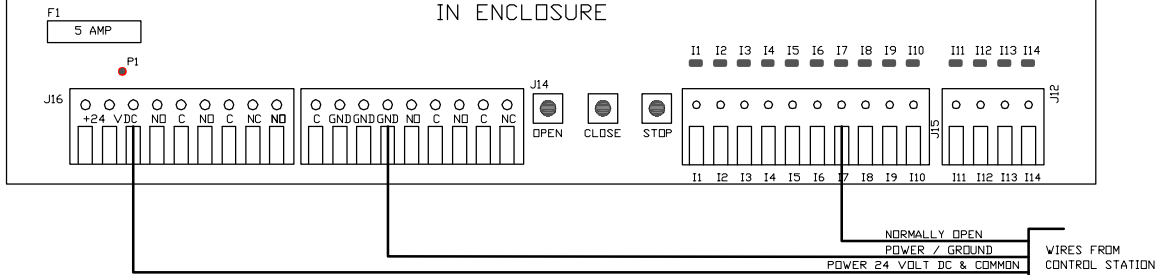 IN ENCLOSURE
F1
5 AMP
P1
I1 I2 I3 I4 I5 I6 I7 I8 I9 I10 I11 I12 I13 I14
J16
J14
J12
+24 VDC NO C NO C NC NO
C GND GND GND NO C NO C NC
OPEN CLOSE STOP
J15
I1 I2 I3 I4 I5 I6 I7 I8 I9 I10 I11 I12 I13 I14
NORMALLY OPEN
POWER / GROUND
POWER 24 VOLT DC & COMMON
WIRES FROM
CONTROL STATION